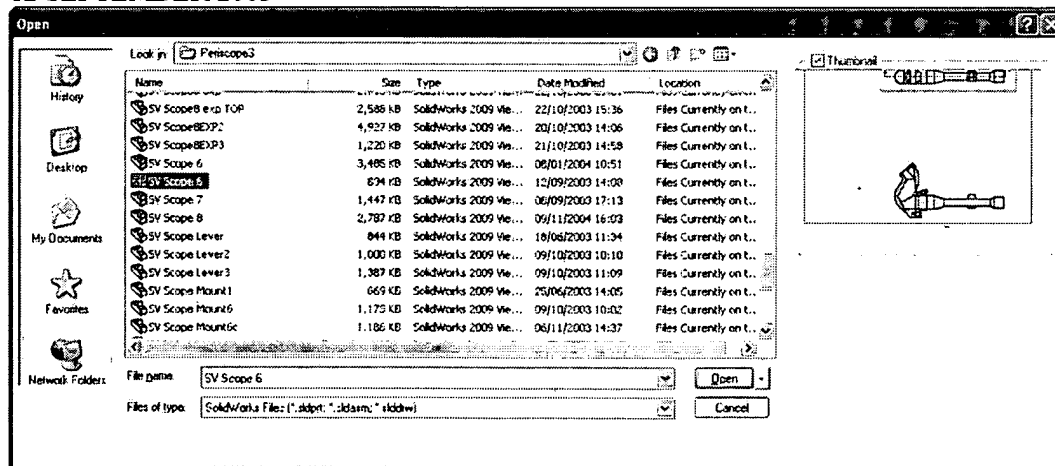 Open
Look in: Periscope3
Thumbnail
Name Size Type Date Modified Location
SV Scope8 exp TOP 2,586 KB SolidWorks 2009 Vie... 22/10/2003 15:36 Files Currently on t...
SV Scope8EXP2 4,927 KB SolidWorks 2009 Vie... 20/10/2003 14:06 Files Currently on t...
SV Scope8EXP3 1,220 KB SolidWorks 2009 Vie... 21/10/2003 14:58 Files Currently on t...
SV Scope 6 3,485 KB SolidWorks 2009 Vie... 08/01/2004 10:51 Files Currently on t...
SV Scope 6 894 KB SolidWorks 2009 Vie... 12/09/2003 14:08 Files Currently on t...
SV Scope 7 1,447 KB SolidWorks 2009 Vie... 08/09/2003 17:13 Files Currently on t...
SV Scope 8 2,787 KB SolidWorks 2009 Vie... 09/11/2004 16:03 Files Currently on t...
SV Scope Lever 844 KB SolidWorks 2009 Vie... 18/06/2003 11:34 Files Currently on t...
SV Scope Lever2 1,000 KB SolidWorks 2009 Vie... 09/10/2003 10:10 Files Currently on t...
SV Scope Lever3 1,387 KB SolidWorks 2009 Vie... 09/10/2003 11:09 Files Currently on t...
SV Scope Mount1 669 KB SolidWorks 2009 Vie... 25/06/2003 14:05 Files Currently on t...
SV Scope Mount6 1,175 KB SolidWorks 2009 Vie... 09/10/2003 10:02 Files Currently on t...
SV Scope Mount6c 1,186 KB SolidWorks 2009 Vie... 06/11/2003 14:37 Files Currently on t...
History
Desktop
My Documents
Favorites
Network Folders
File name: SV Scope 6 Open
Files of type: SolidWorks Files (*.sldprt; *.sldasm; *.slddrw) Cancel